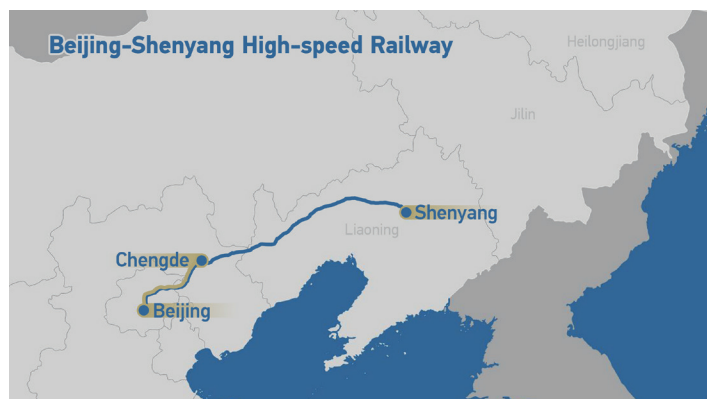 Beijing-Shenyang High-speed Railway
Heilongjiang
Jilin
Shenyang
Liaoning
Chengde
Beijing